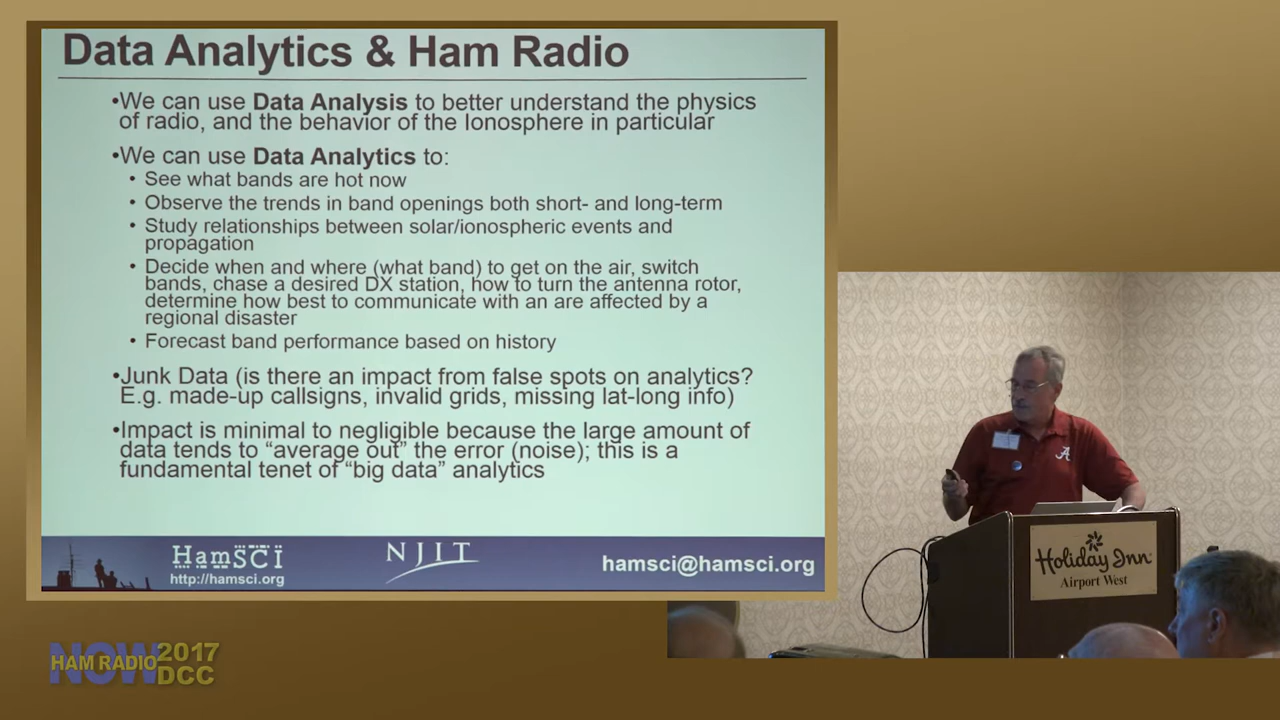 Data Analytics & Ham Radio
•We can use Data Analysis to better understand the physics
of radio, and the behavior of the Ionosphere in particular
•We can use Data Analytics to:
• See what bands are hot now
• Observe the trends in band openings both short- and long-term
• Study relationships between solar/ionospheric events and
propagation
• Decide when and where (what band) to get on the air, switch
bands, chase a desired DX station, how to turn the antenna rotor,
determine how best to communicate with an are affected by a
regional disaster
• Forecast band performance based on history
•Junk Data (is there an impact from false spots on analytics?
E.g. made-up callsigns, invalid grids, missing lat-long info)
•Impact is minimal to negligible because the large amount of
data tends to “average out” the error (noise); this is a
fundamental tenet of “big data” analytics
HamSCI
http://hamsci.org
NJIT
hamsci@hamsci.org
A
Holiday Inn
Airport West
NOW
HAM RADIO 2017
DCC